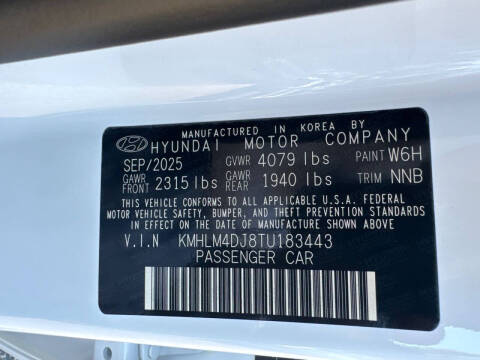 MANUFACTURED IN KOREA BY
HYUNDAI MOTOR COMPANY
SEP/2025 GVWR 4079 lbs PAINT W6H
GAWR FRONT 2315 lbs GAWR REAR 1940 lbs TRIM NNB
THIS VEHICLE CONFORMS TO ALL APPLICABLE U.S.A. FEDERAL
MOTOR VEHICLE SAFETY, BUMPER, AND THEFT PREVENTION STANDARDS
IN EFFECT ON THE DATE OF MANUFACTURE SHOWN ABOVE.
V.I.N KMHLM4DJ8TU183443
PASSENGER CAR